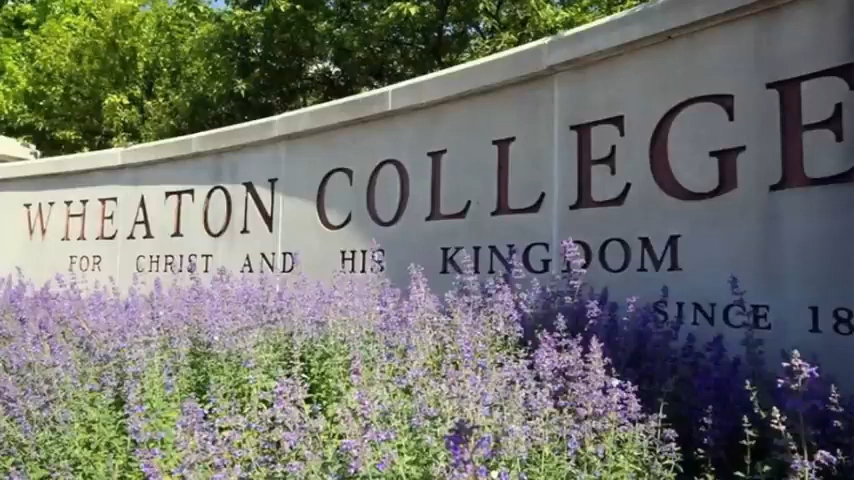 WHEATON COLLEGE
FOR CHRIST AND HIS KINGDOM
SINCE 18